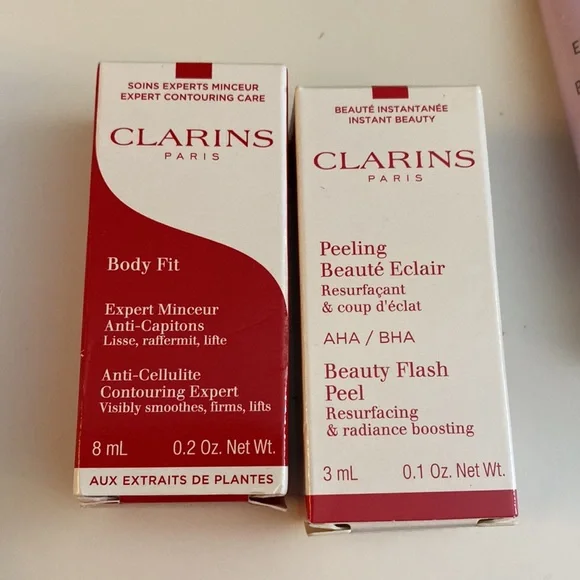 SOINS EXPERTS MINCEUR
EXPERT CONTOURING CARE
CLARINS
PARIS
Body Fit
Expert Minceur
Anti-Capitons
Lisse, raffermit, lifte
Anti-Cellulite
Contouring Expert
Visibly smoothes, firms, lifts
8 mL 0.2 Oz. Net Wt.
AUX EXTRAITS DE PLANTES
BEAUTÉ INSTANTANÉE
INSTANT BEAUTY
CLARINS
PARIS
Peeling
Beauté Eclair
Resurfaçant
& coup d'éclat
AHA / BHA
Beauty Flash
Peel
Resurfacing
& radiance boosting
3 mL 0.1 Oz. Net Wt.